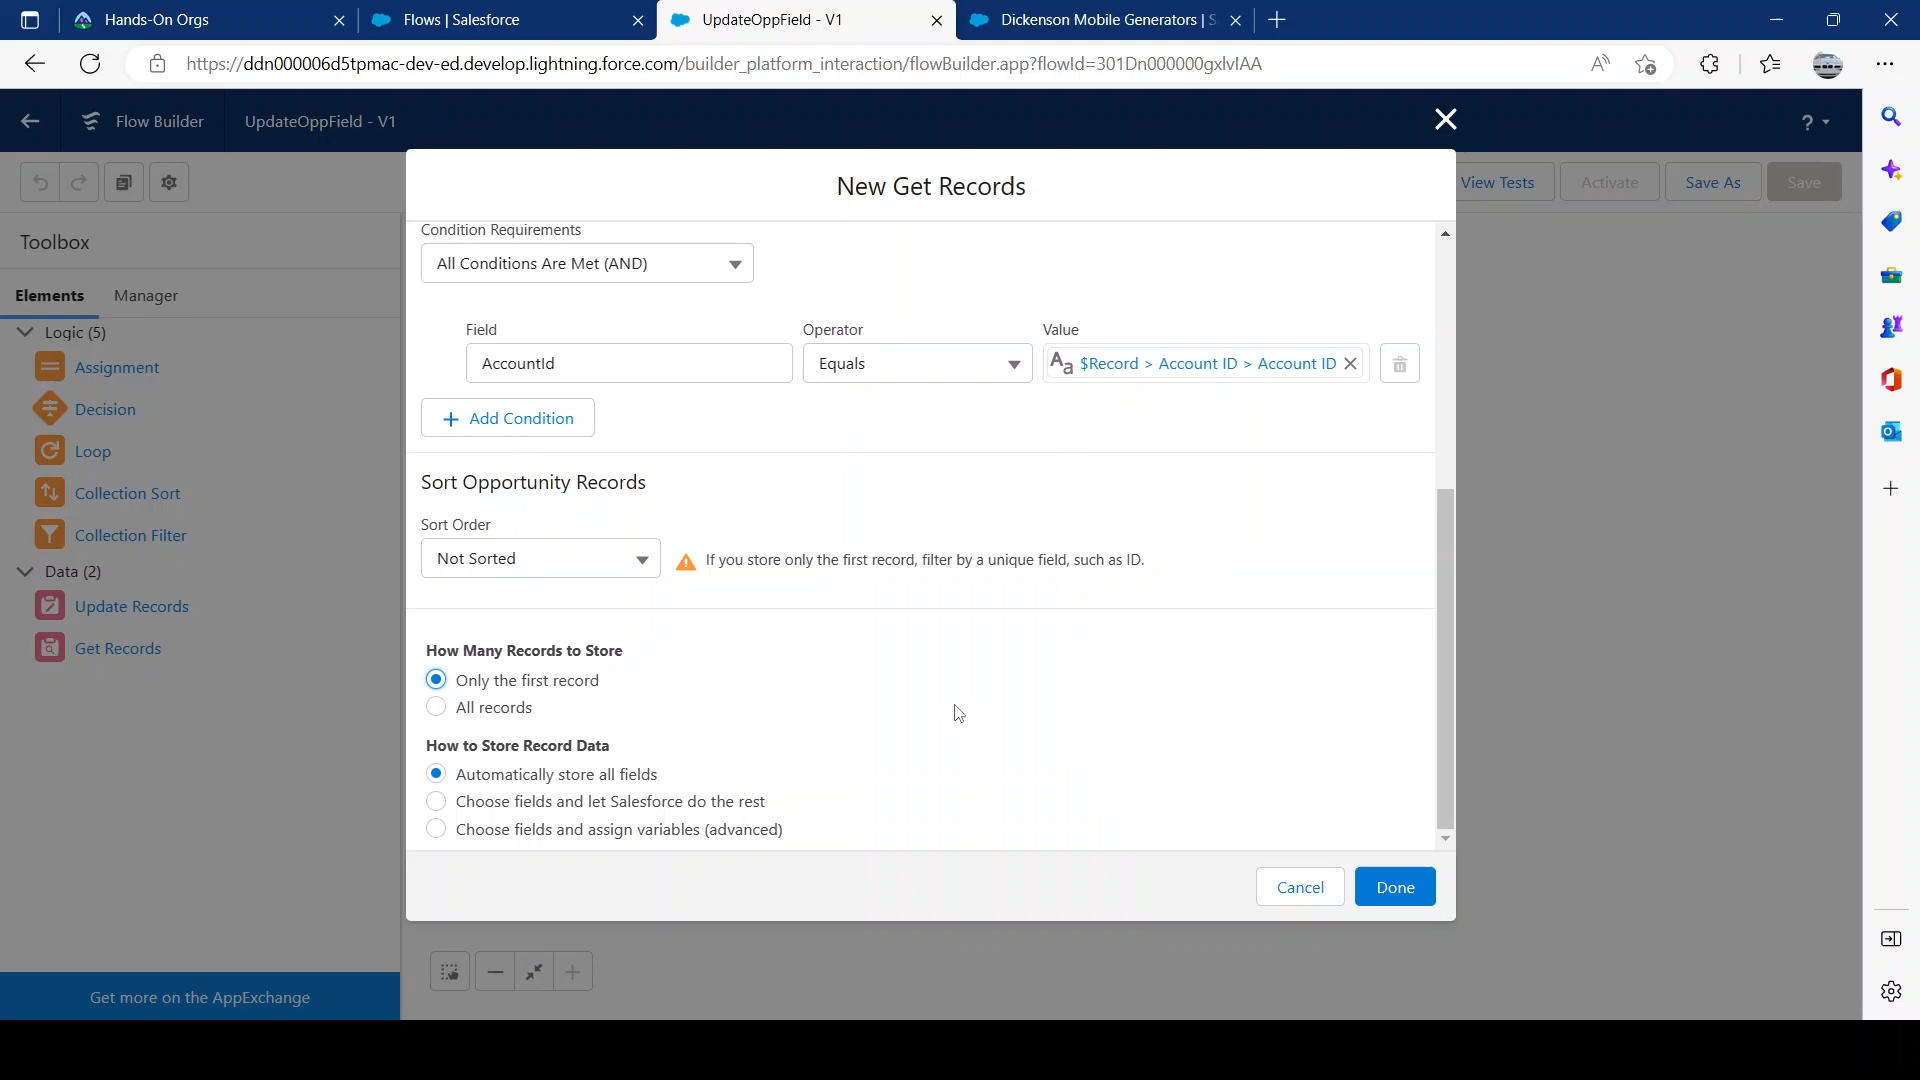 Hands-On Orgs
Flows | Salesforce
UpdateOppField - V1
Dickenson Mobile Generators | S
https://ddn000006d5tpmac-dev-ed.develop.lightning.force.com/builder_platform_interaction/flowBuilder.app?flowId=301Dn000000gxlvIAA
Flow Builder
UpdateOppField - V1
?
New Get Records
View Tests
Activate
Save As
Save
Toolbox
Elements
Manager
Logic (5)
Assignment
Decision
Loop
Collection Sort
Collection Filter
Data (2)
Update Records
Get Records
Get more on the AppExchange
Condition Requirements
All Conditions Are Met (AND)
Field
Operator
Value
AccountId
Equals
Aa $Record > Account ID > Account ID
+ Add Condition
Sort Opportunity Records
Sort Order
Not Sorted
If you store only the first record, filter by a unique field, such as ID.
How Many Records to Store
Only the first record
All records
How to Store Record Data
Automatically store all fields
Choose fields and let Salesforce do the rest
Choose fields and assign variables (advanced)
Cancel
Done